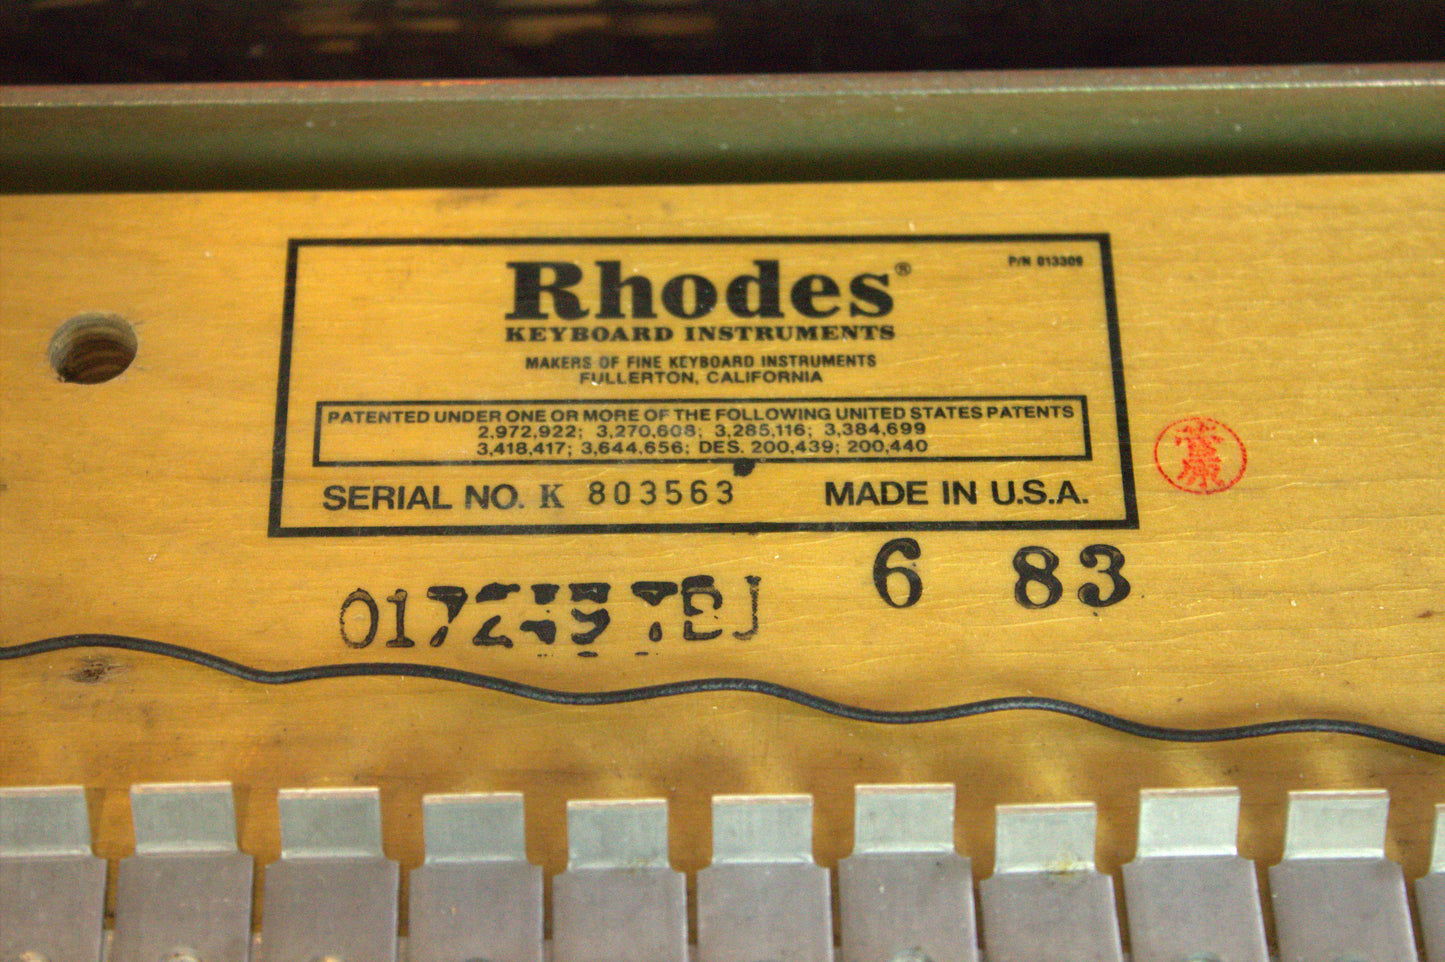 Rhodes®
P/N 013309
KEYBOARD INSTRUMENTS
MAKERS OF FINE KEYBOARD INSTRUMENTS
FULLERTON, CALIFORNIA
PATENTED UNDER ONE OR MORE OF THE FOLLOWING UNITED STATES PATENTS
2,972,922; 3,270,608; 3,285,116; 3,384,699
3,418,417; 3,644,656; DES. 200,439; 200,440
SERIAL NO. K 803563
MADE IN U.S.A.
6 83